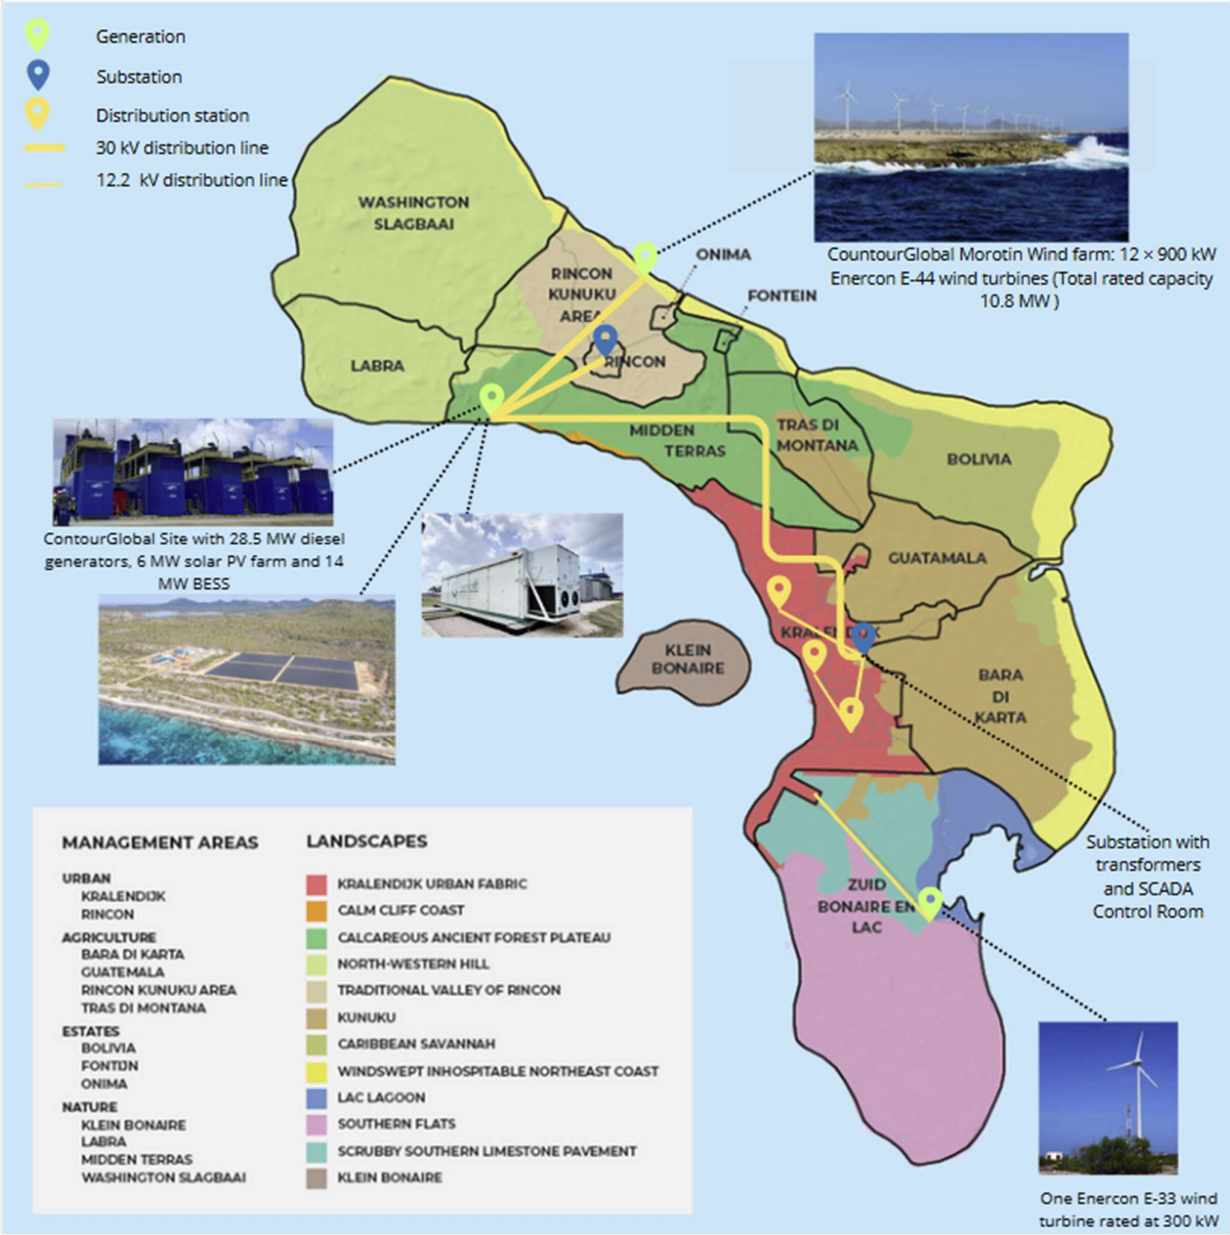 Generation
Substation
Distribution station
30 kV distribution line
12.2 kV distribution line
WASHINGTON
SLAGBAAI
LABRA
RINCON
KUNUKU
AREA
ONIMA
FONTEIN
RINCON
MIDDEN
TERRAS
TRAS DI
MONTANA
BOLIVIA
GUATAMALA
KRALENDIJK
BARA
DI
KARTA
KLEIN
BONAIRE
ZUID
BONAIRE EN
LAC
CountourGlobal Morotin Wind farm: 12 × 900 kW
Enercon E-44 wind turbines (Total rated capacity
10.8 MW )
ContourGlobal Site with 28.5 MW diesel
generators, 6 MW solar PV farm and 14
MW BESS
Substation with
transformers
and SCADA
Control Room
One Enercon E-33 wind
turbine rated at 300 kW
MANAGEMENT AREAS
URBAN
KRALENDIJK
RINCON
AGRICULTURE
BARA DI KARTA
GUATEMALA
RINCON KUNUKU AREA
TRAS DI MONTANA
ESTATES
BOLIVIA
FONTIJN
ONIMA
NATURE
KLEIN BONAIRE
LABRA
MIDDEN TERRAS
WASHINGTON SLAGBAAI
LANDSCAPES
KRALENDIJK URBAN FABRIC
CALM CLIFF COAST
CALCAREOUS ANCIENT FOREST PLATEAU
NORTH-WESTERN HILL
TRADITIONAL VALLEY OF RINCON
KUNUKU
CARIBBEAN SAVANNAH
WINDSWEPT INHOSPITABLE NORTHEAST COAST
LAC LAGOON
SOUTHERN FLATS
SCRUBBY SOUTHERN LIMESTONE PAVEMENT
KLEIN BONAIRE